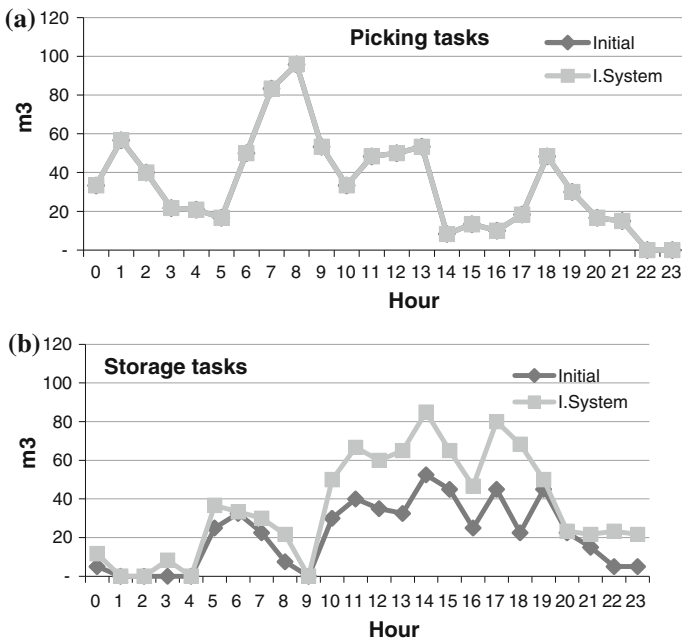 (a)
Picking tasks
Initial
I.System
m3
120
100
80
60
40
20
-
0 1 2 3 4 5 6 7 8 9 10 11 12 13 14 15 16 17 18 19 20 21 22 23
Hour
(b)
Storage tasks
Initial
I.System
m3
120
100
80
60
40
20
-
0 1 2 3 4 5 6 7 8 9 10 11 12 13 14 15 16 17 18 19 20 21 22 23
Hour